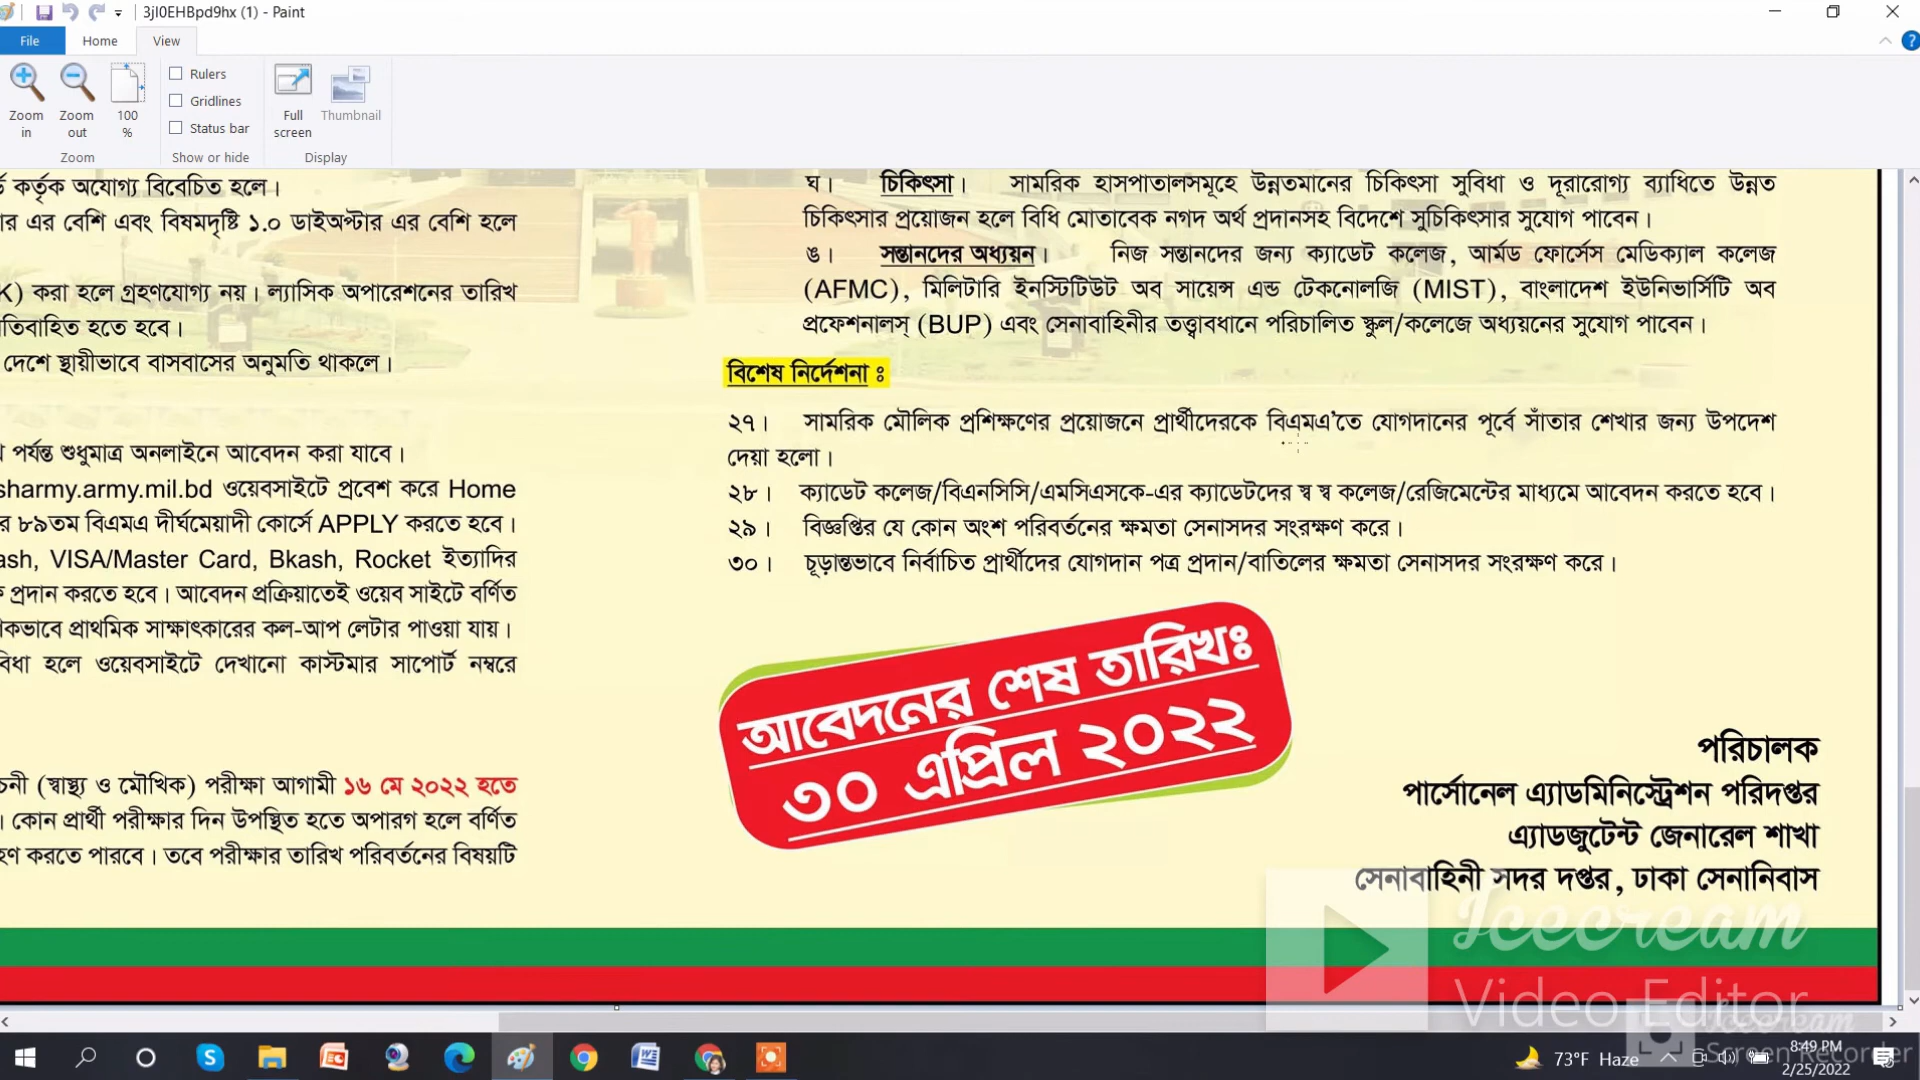 3jI0EHBpd9hx (1) - Paint
File
Home
View
Zoom in
Zoom out
100 %
Rulers
Gridlines
Status bar
Full screen
Thumbnail
Zoom
Show or hide
Display
কর্তৃক অযোগ্য বিবেচিত হলে।
এর বেশি এবং বিষমদৃষ্টি ১.০ ডাইঅপ্টার এর বেশি হলে
K) করা হলে গ্রহণযোগ্য নয়। ল্যাসিক অপারেশনের তারিখ
তিবাহিত হতে হবে।
দেশে স্থায়ীভাবে বাসবাসের অনুমতি থাকলে।
পর্যন্ত শুধুমাত্র অনলাইনে আবেদন করা যাবে।
sharmy.army.mil.bd ওয়েবসাইটে প্রবেশ করে Home
র ৮৯তম বিএমএ দীর্ঘমেয়াদী কোর্সে APPLY করতে হবে।
ash, VISA/Master Card, Bkash, Rocket ইত্যাদির
প্রদান করতে হবে। আবেদন প্রক্রিয়াতেই ওয়েব সাইটে বর্ণিত
কভাবে প্রাথমিক সাক্ষাৎকারের কল-আপ লেটার পাওয়া যায়।
বিধা হলে ওয়েবসাইটে দেখানো কাস্টমার সাপোর্ট নম্বরে
চনী (স্বাস্থ্য ও মৌখিক) পরীক্ষা আগামী ১৬ মে ২০২২ হতে
। কোন প্রার্থী পরীক্ষার দিন উপস্থিত হতে অপারগ হলে বর্ণিত
হণ করতে পারবে। তবে পরীক্ষার তারিখ পরিবর্তনের বিষয়টি
ঘ। চিকিৎসা। সামরিক হাসপাতালসমূহে উন্নতমানের চিকিৎসা সুবিধা ও দূরারোগ্য ব্যাধিতে উন্নত
চিকিৎসার প্রয়োজন হলে বিধি মোতাবেক নগদ অর্থ প্রদানসহ বিদেশে সুচিকিৎসার সুযোগ পাবেন।
ঙ। সন্তানদের অধ্যয়ন। নিজ সন্তানদের জন্য ক্যাডেট কলেজ, আর্মড ফোর্সেস মেডিক্যাল কলেজ
(AFMC), মিলিটারি ইনস্টিটিউট অব সায়েন্স এন্ড টেকনোলজি (MIST), বাংলাদেশ ইউনিভার্সিটি অব
প্রফেশনালস্ (BUP) এবং সেনাবাহিনীর তত্ত্বাবধানে পরিচালিত স্কুল/কলেজে অধ্যয়নের সুযোগ পাবেন।
বিশেষ নির্দেশনা ঃ
২৭। সামরিক মৌলিক প্রশিক্ষণের প্রয়োজনে প্রার্থীদেরকে বিএমএ’তে যোগদানের পূর্বে সাঁতার শেখার জন্য উপদেশ
দেয়া হলো।
২৮। ক্যাডেট কলেজ/বিএনসিসি/এমসিএসকে-এর ক্যাডেটদের স্ব স্ব কলেজ/রেজিমেন্টের মাধ্যমে আবেদন করতে হবে।
২৯। বিজ্ঞপ্তির যে কোন অংশ পরিবর্তনের ক্ষমতা সেনাসদর সংরক্ষণ করে।
৩০। চূড়ান্তভাবে নির্বাচিত প্রার্থীদের যোগদান পত্র প্রদান/বাতিলের ক্ষমতা সেনাসদর সংরক্ষণ করে।
আবেদনের শেষ তারিখঃ
৩০ এপ্রিল ২০২২
পরিচালক
পার্সোনেল এ্যাডমিনিস্ট্রেশন পরিদপ্তর
এ্যাডজুটেন্ট জেনারেল শাখা
সেনাবাহিনী সদর দপ্তর, ঢাকা সেনানিবাস
Icecream
Video Editor
Icecream
Screen Recorder
73°F Haze
8:49 PM
2/25/2022